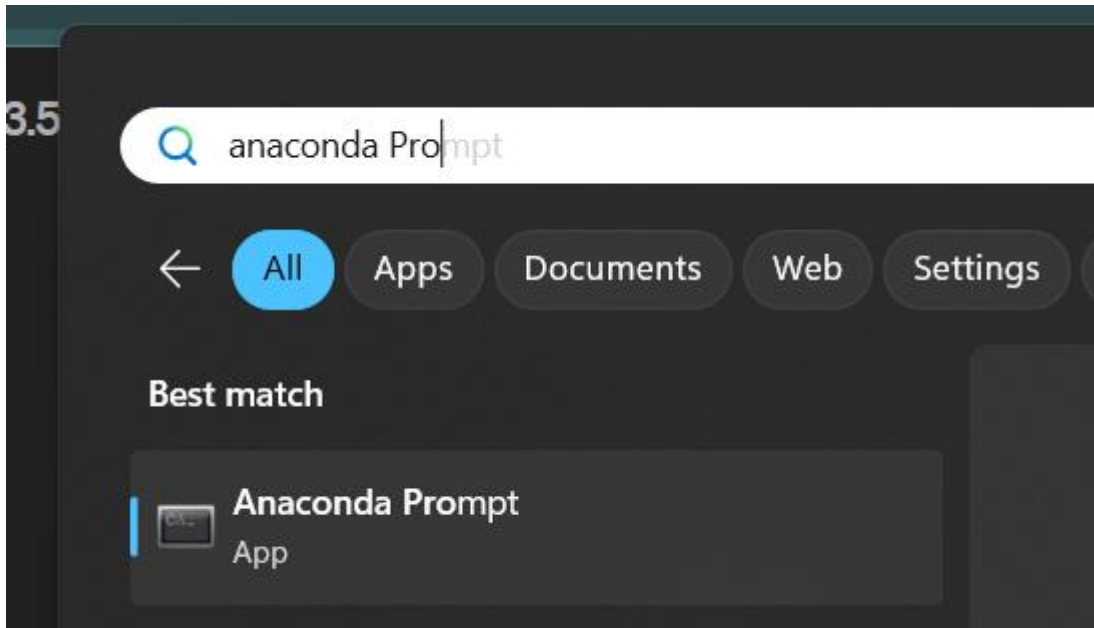 3.5
anaconda Prompt
All Apps Documents Web Settings
Best match
Anaconda Prompt
App